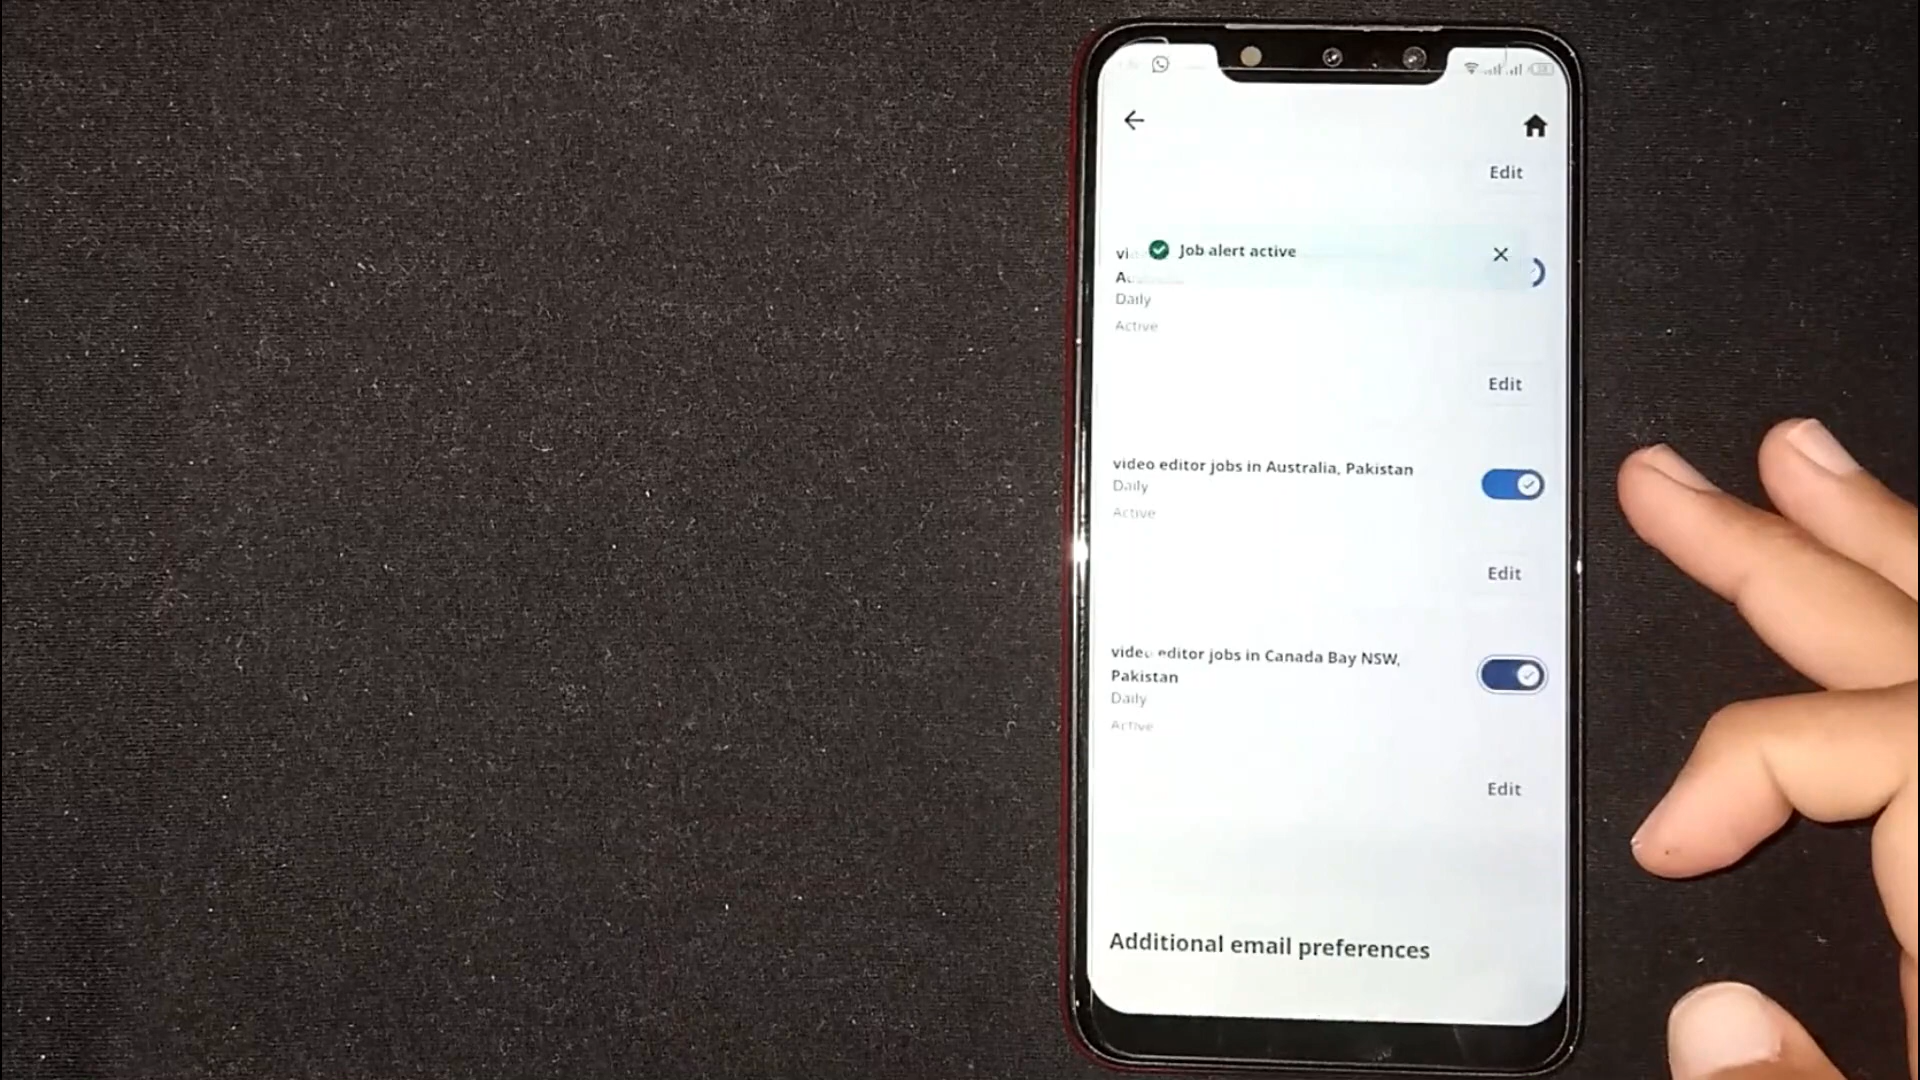 Edit
Job alert active
Daily
Active
Edit
video editor jobs in Australia, Pakistan
Daily
Active
Edit
video editor jobs in Canada Bay NSW,
Pakistan
Daily
Active
Edit
Additional email preferences